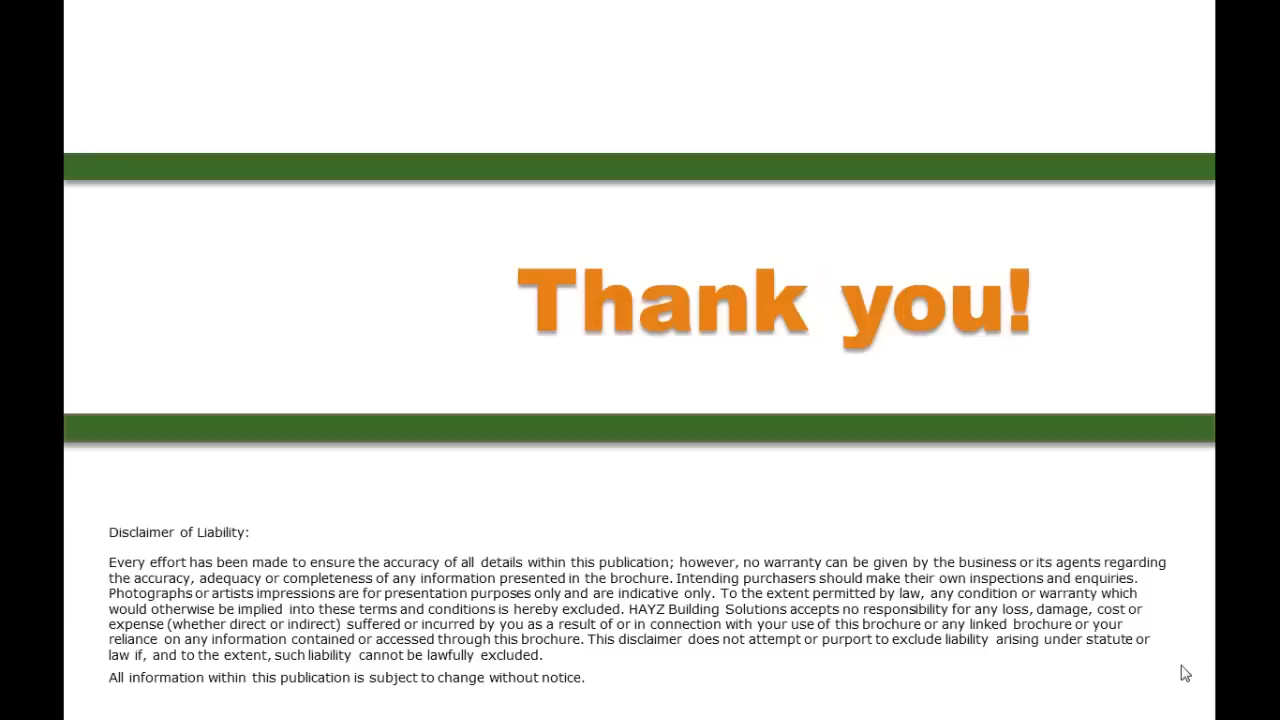 Thank you!
Disclaimer of Liability:
Every effort has been made to ensure the accuracy of all details within this publication; however, no warranty can be given by the business or its agents regarding
the accuracy, adequacy or completeness of any information presented in the brochure. Intending purchasers should make their own inspections and enquiries.
Photographs or artists impressions are for presentation purposes only and are indicative only. To the extent permitted by law, any condition or warranty which
would otherwise be implied into these terms and conditions is hereby excluded. HAYZ Building Solutions accepts no responsibility for any loss, damage, cost or
expense (whether direct or indirect) suffered or incurred by you as a result of or in connection with your use of this brochure or any linked brochure or your
reliance on any information contained or accessed through this brochure. This disclaimer does not attempt or purport to exclude liability arising under statute or
law if, and to the extent, such liability cannot be lawfully excluded.
All information within this publication is subject to change without notice.